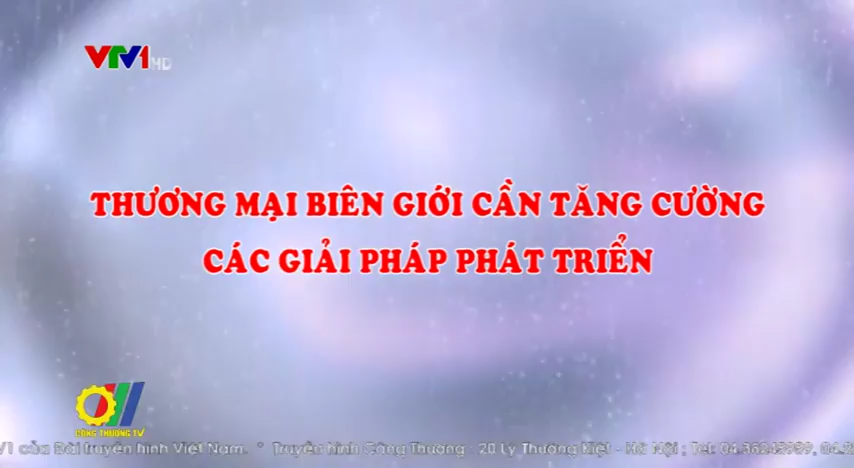 VTV1 HD
THƯƠNG MẠI BIÊN GIỚI CẦN TĂNG CƯỜNG
CÁC GIẢI PHÁP PHÁT TRIỂN
CÔNG THƯƠNG TV
của Đài truyền hình Việt Nam. * Truyền hình Công Thương : 20 Lý Thường Kiệt - Hà Nội ; Tel: